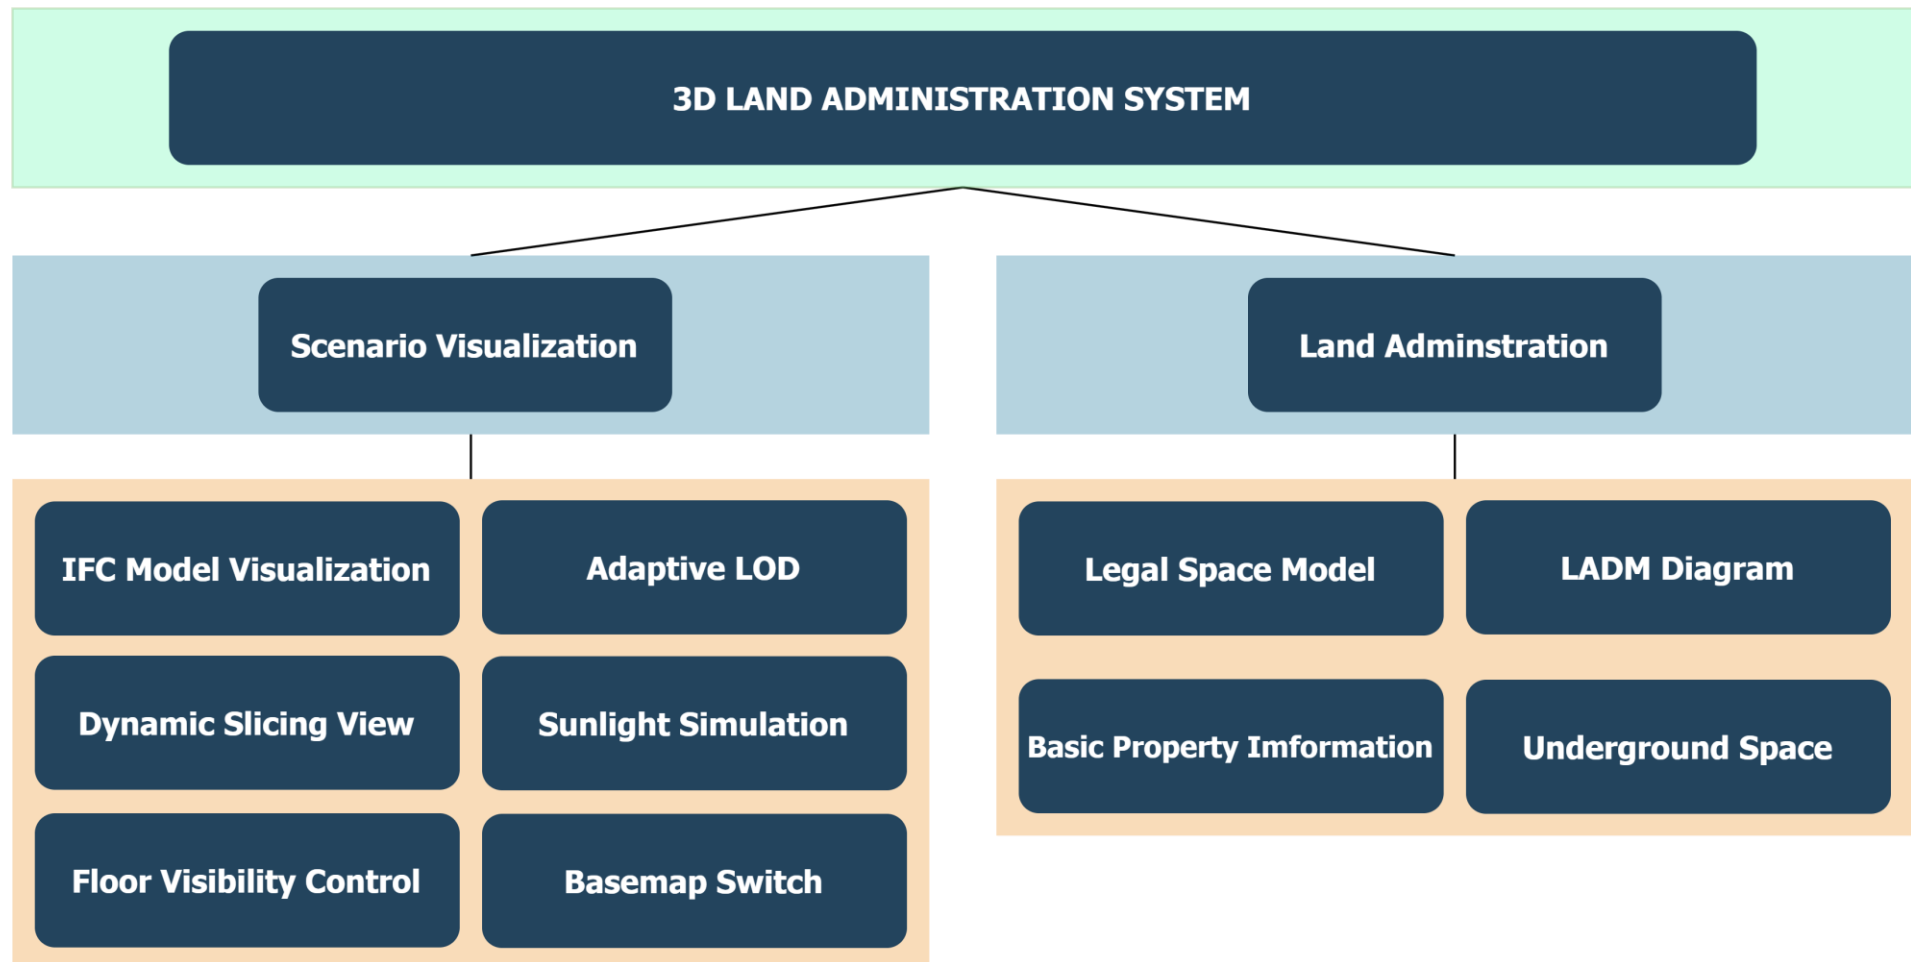 3D LAND ADMINISTRATION SYSTEM
Scenario Visualization
Land Adminstration
IFC Model Visualization
Adaptive LOD
Dynamic Slicing View
Sunlight Simulation
Floor Visibility Control
Basemap Switch
Legal Space Model
LADM Diagram
Basic Property Imformation
Underground Space